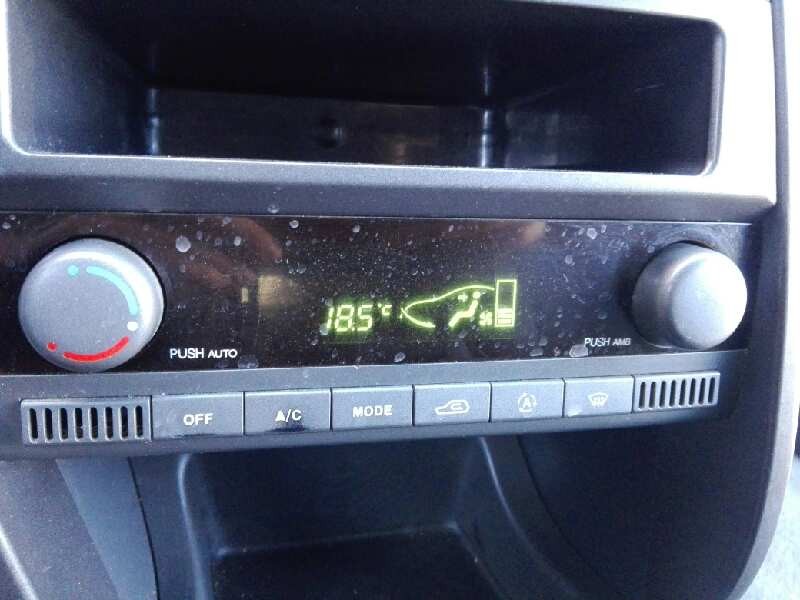 18.5°C
PUSH AUTO
PUSH AMB
OFF
A/C
MODE
A